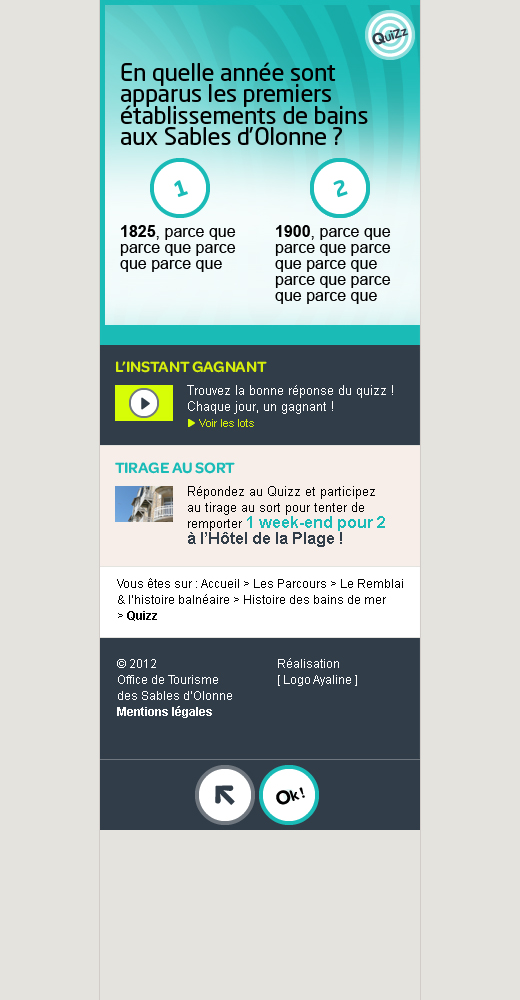 QuiZz
En quelle année sont
apparus les premiers
établissements de bains
aux Sables d'Olonne ?
1
2
1825, parce que
parce que parce
que parce que
1900, parce que
parce que parce
que parce que
parce que parce
que parce que
L'INSTANT GAGNANT
Trouvez la bonne réponse du quizz !
Chaque jour, un gagnant !
Voir les lots
TIRAGE AU SORT
Répondez au Quizz et participez
au tirage au sort pour tenter de
remporter 1 week-end pour 2
à l'Hôtel de la Plage !
Vous êtes sur : Accueil > Les Parcours > Le Remblai
& l'histoire balnéaire > Histoire des bains de mer
> Quizz
© 2012
Office de Tourisme
des Sables d'Olonne
Mentions légales
Réalisation
[ Logo Ayaline ]
Ok !